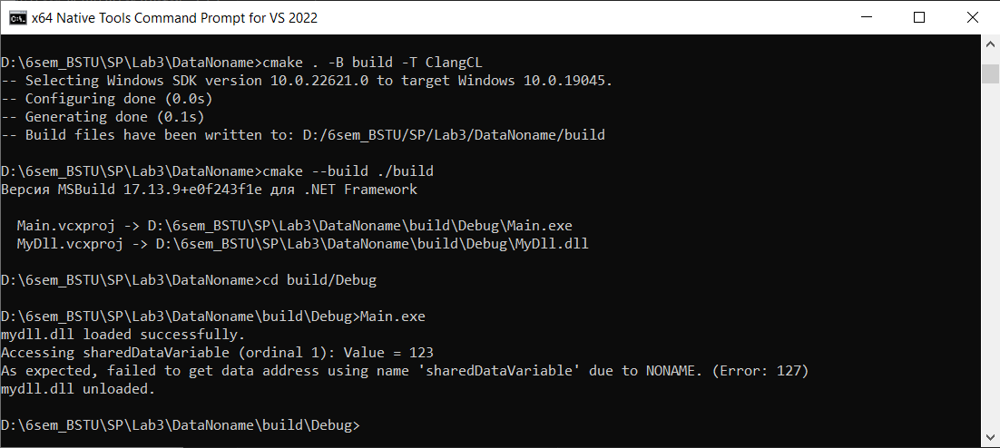 x64 Native Tools Command Prompt for VS 2022
D:\6sem_BSTU\SP\Lab3\DataNoname>cmake . -B build -T ClangCL
-- Selecting Windows SDK version 10.0.22621.0 to target Windows 10.0.19045.
-- Configuring done (0.0s)
-- Generating done (0.1s)
-- Build files have been written to: D:/6sem_BSTU/SP/Lab3/DataNoname/build
D:\6sem_BSTU\SP\Lab3\DataNoname>cmake --build ./build
Версия MSBuild 17.13.9+e0f243f1e для .NET Framework
  Main.vcxproj -> D:\6sem_BSTU\SP\Lab3\DataNoname\build\Debug\Main.exe
  MyDll.vcxproj -> D:\6sem_BSTU\SP\Lab3\DataNoname\build\Debug\MyDll.dll
D:\6sem_BSTU\SP\Lab3\DataNoname>cd build/Debug
D:\6sem_BSTU\SP\Lab3\DataNoname\build\Debug>Main.exe
mydll.dll loaded successfully.
Accessing sharedDataVariable (ordinal 1): Value = 123
As expected, failed to get data address using name 'sharedDataVariable' due to NONAME. (Error: 127)
mydll.dll unloaded.
D:\6sem_BSTU\SP\Lab3\DataNoname\build\Debug>